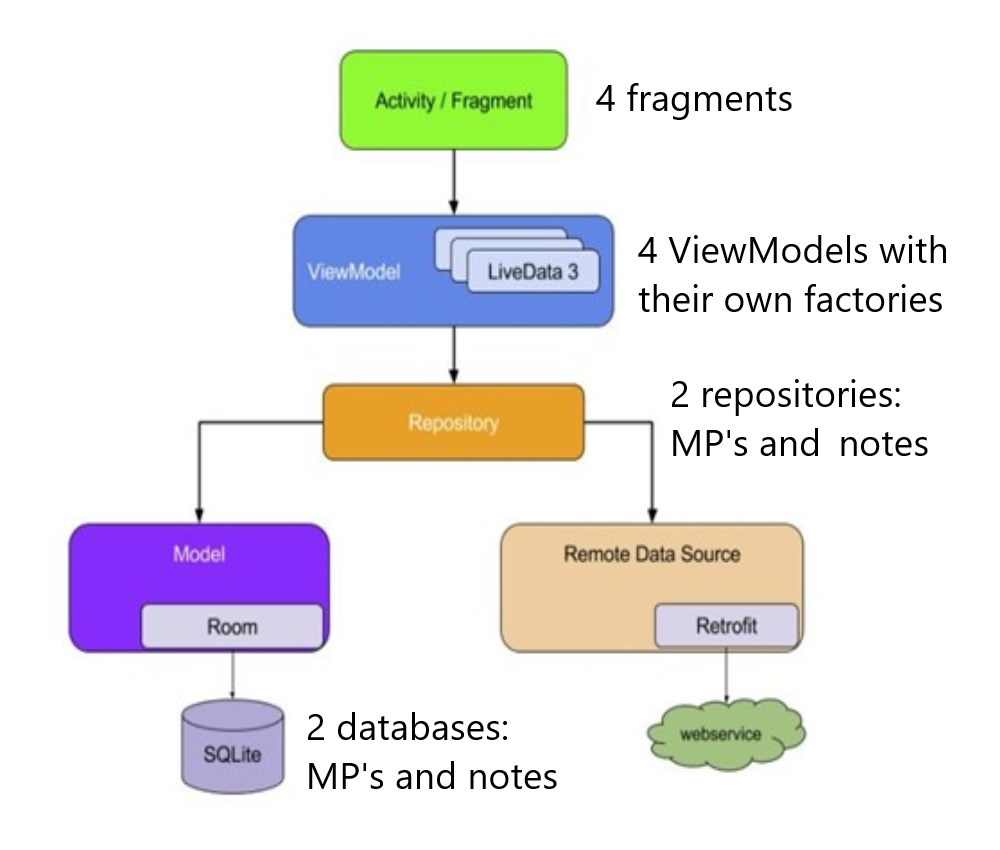 Activity / Fragment
4 fragments
ViewModel
LiveData 3
4 ViewModels with
their own factories
Repository
2 repositories:
MP's and notes
Model
Room
Remote Data Source
Retrofit
SQLite
2 databases:
MP's and notes
webservice